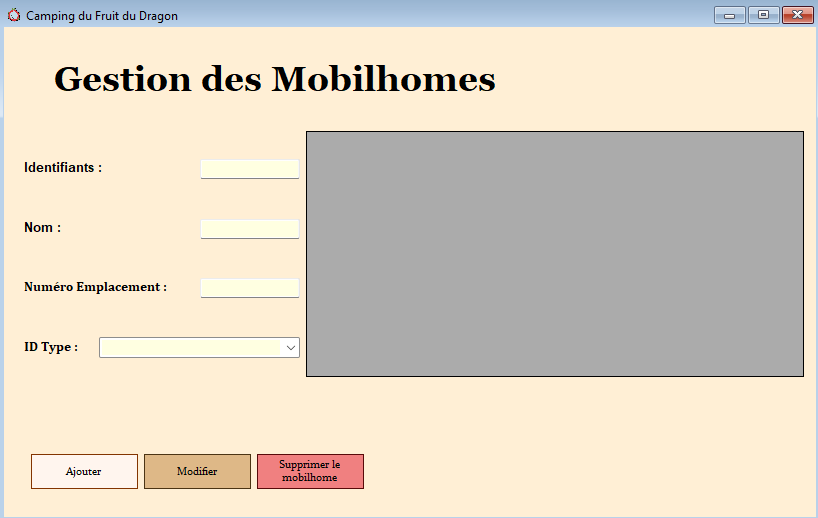 Camping du Fruit du Dragon
Gestion des Mobilhomes
Identifiants :
Nom :
Numéro Emplacement :
ID Type :
Ajouter
Modifier
Supprimer le
mobilhome